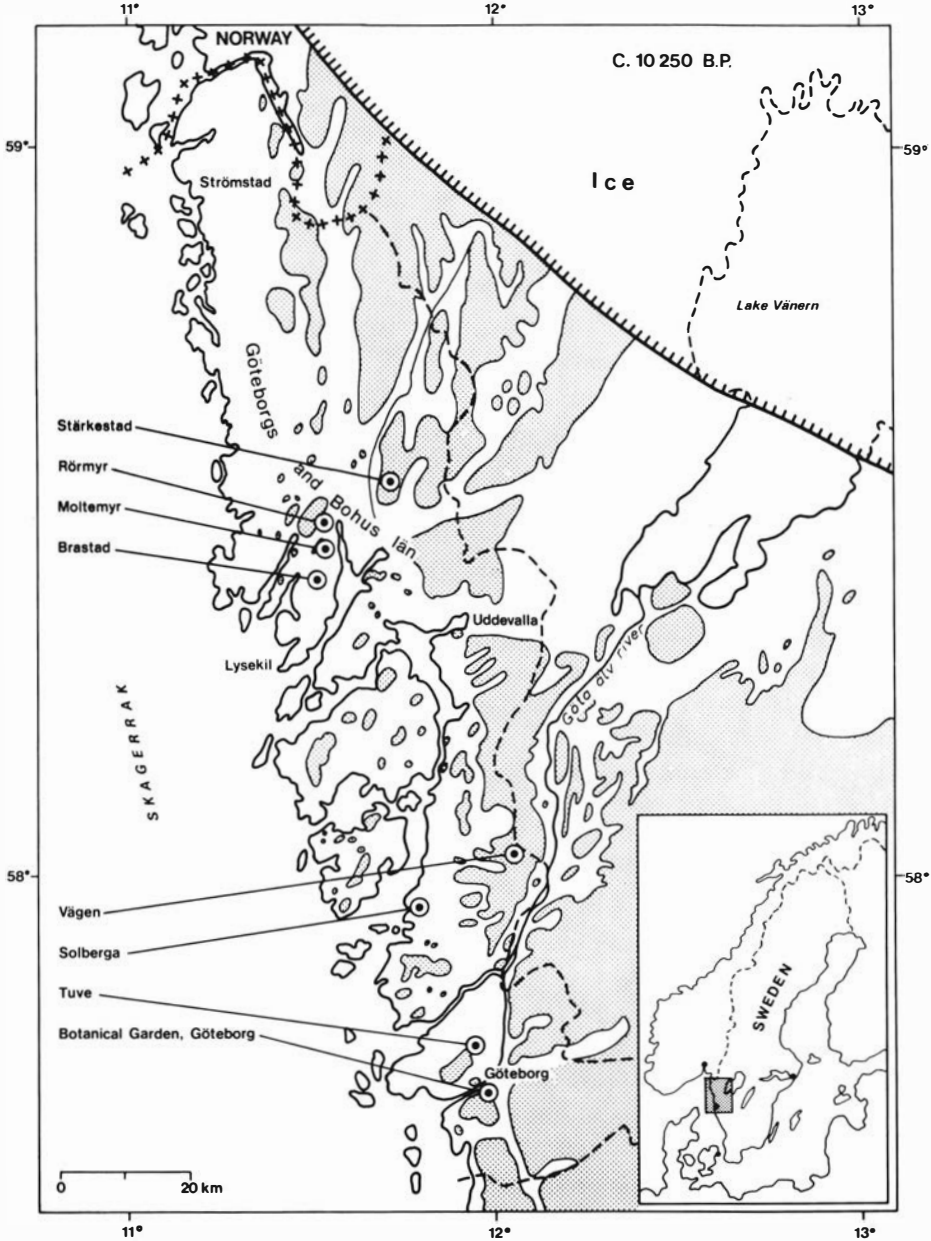 11°
12°
13°
NORWAY
C. 10 250 B.P.
59°
59°
Ice
Strömstad
Lake Vänern
Göteborgs
and Bohus län
Stärkestad
Rörmyr
Moltemyr
Brastad
Uddevalla
Lysekil
Göta älv river
SKAGERRAK
58°
58°
Vägen
Solberga
Tuve
Botanical Garden, Göteborg
Göteborg
SWEDEN
0 20 km
11°
12°
13°